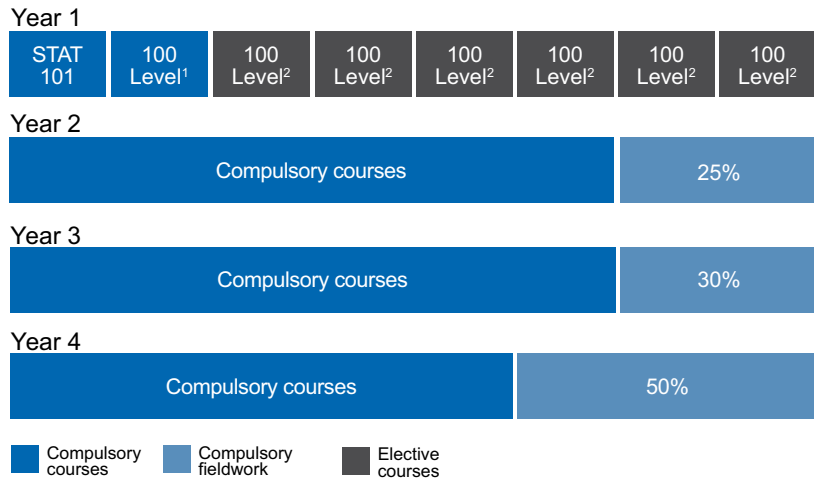 Year 1
STAT 101
100 Level¹
100 Level²
100 Level²
100 Level²
100 Level²
100 Level²
100 Level²
Year 2
Compulsory courses
25%
Year 3
Compulsory courses
30%
Year 4
Compulsory courses
50%
Compulsory courses
Compulsory fieldwork
Elective courses